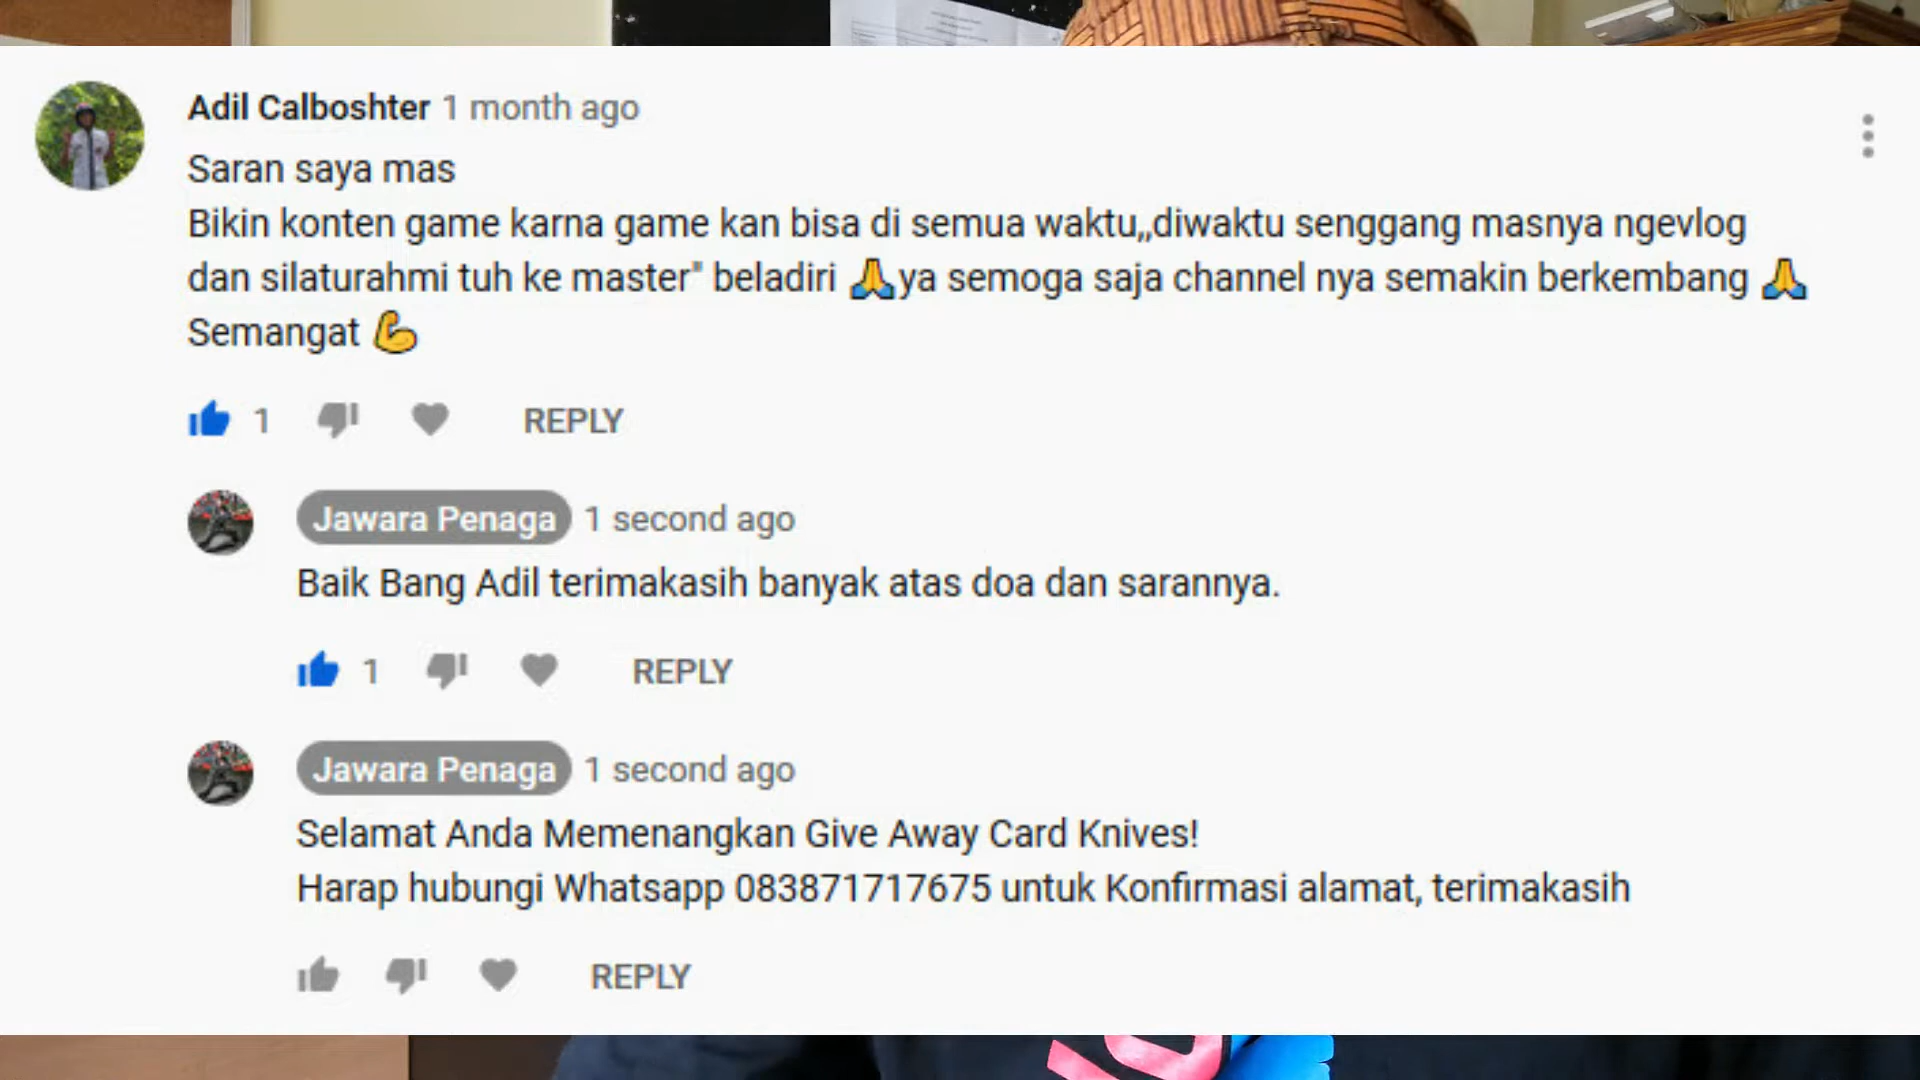 Adil Calboshter 1 month ago
Saran saya mas
Bikin konten game karna game kan bisa di semua waktu,,diwaktu senggang masnya ngevlog
dan silaturahmi tuh ke master" beladiri 🙏ya semoga saja channel nya semakin berkembang 🙏
Semangat 💪
1 REPLY
Jawara Penaga 1 second ago
Baik Bang Adil terimakasih banyak atas doa dan sarannya.
1 REPLY
Jawara Penaga 1 second ago
Selamat Anda Memenangkan Give Away Card Knives!
Harap hubungi Whatsapp 083871717675 untuk Konfirmasi alamat, terimakasih
REPLY